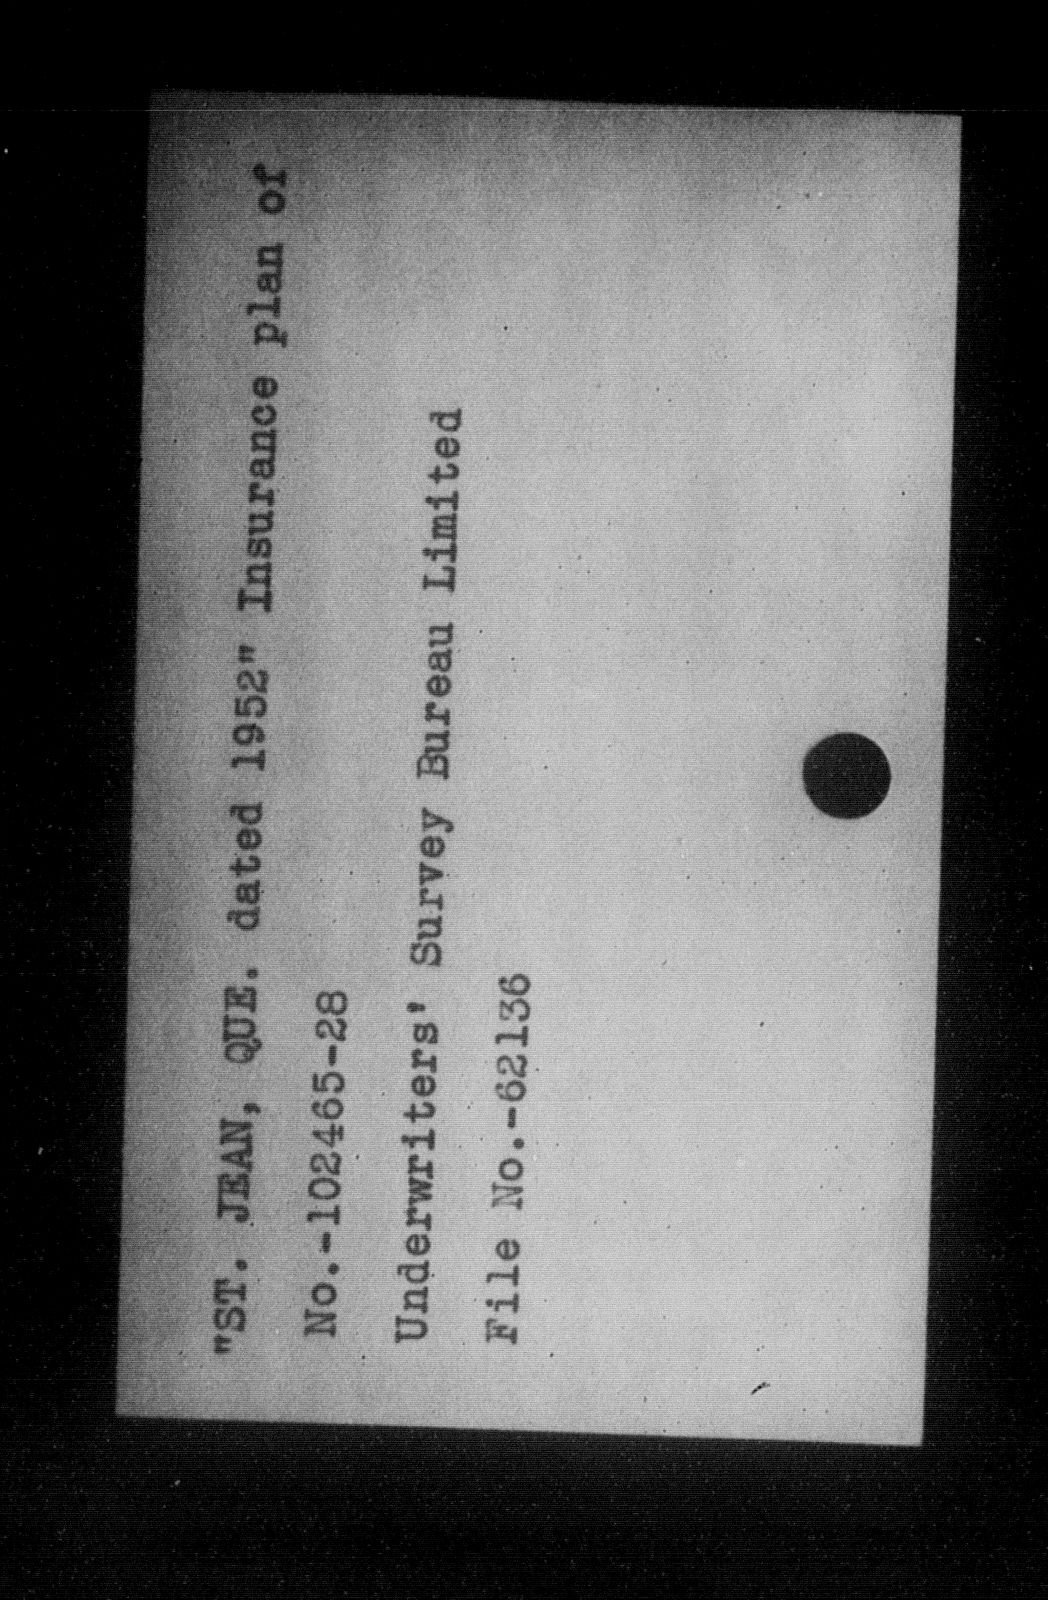 "ST. JEAN, QUE. dated 1952" Insurance plan of
No.-102465-28
Underwriters' Survey Bureau Limited
File No.-62136